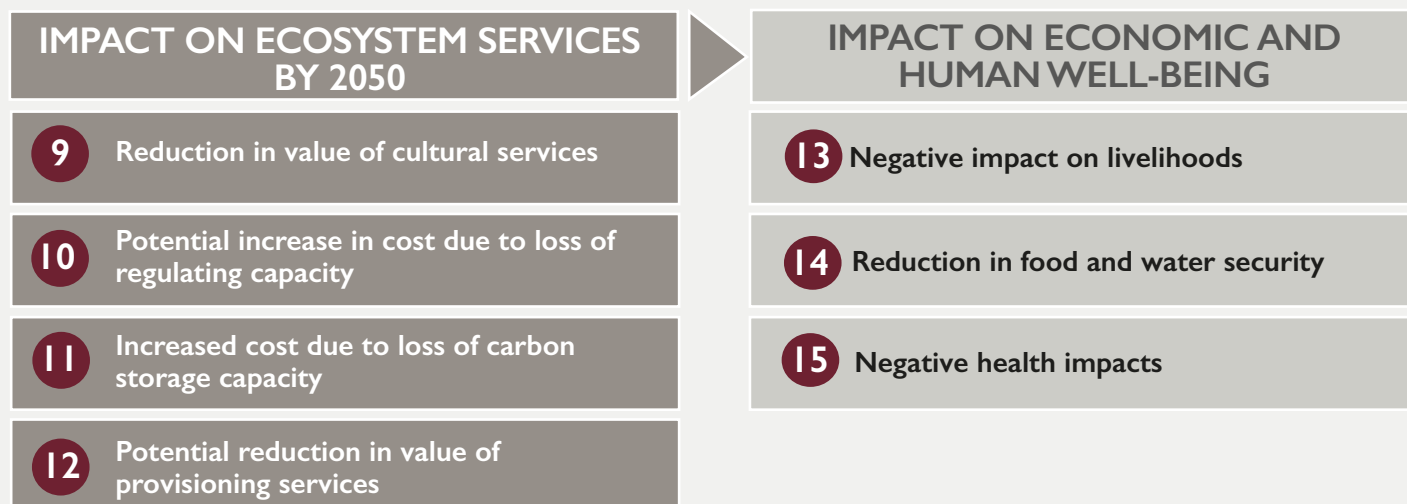 IMPACT ON ECOSYSTEM SERVICES
BY 2050
9 Reduction in value of cultural services
10 Potential increase in cost due to loss of
regulating capacity
11 Increased cost due to loss of carbon
storage capacity
12 Potential reduction in value of
provisioning services
IMPACT ON ECONOMIC AND
HUMAN WELL-BEING
13 Negative impact on livelihoods
14 Reduction in food and water security
15 Negative health impacts